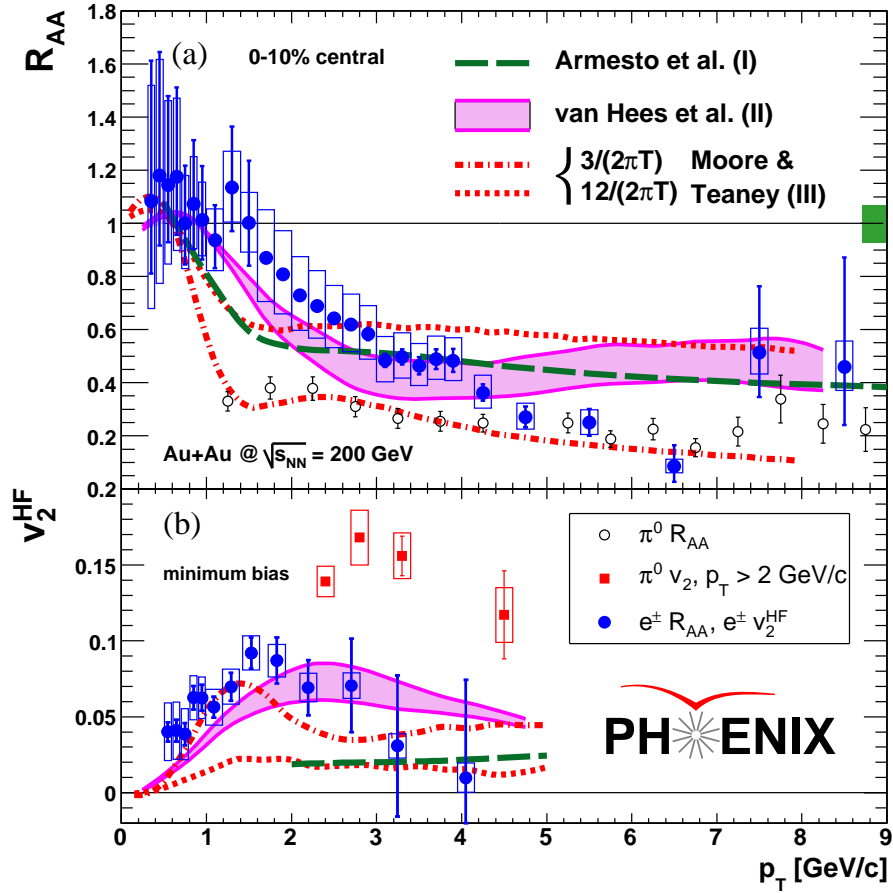 R_AA
1.8
1.6
1.4
1.2
1
0.8
0.6
0.4
0.2
(a)
0-10% central
Armesto et al. (I)
van Hees et al. (II)
3/(2πT) Moore &
12/(2πT) Teaney (III)
Au+Au @ √s_NN = 200 GeV
v_2^HF
0.2
0.15
0.1
0.05
0
(b)
minimum bias
π⁰ R_AA
π⁰ v_2, p_T > 2 GeV/c
e± R_AA, e± v_2^HF
PHENIX
0 1 2 3 4 5 6 7 8 9
p_T [GeV/c]